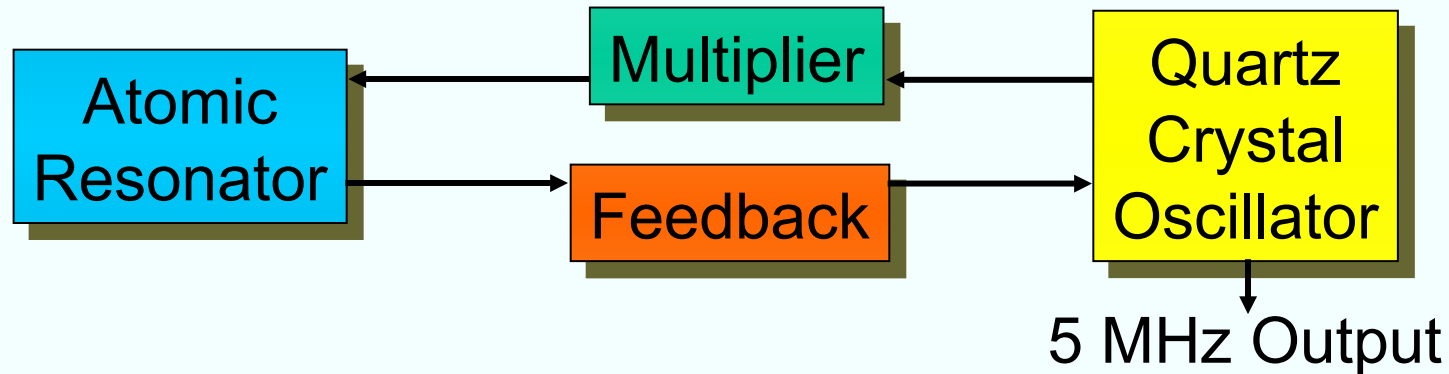 Atomic
Resonator
Multiplier
Feedback
Quartz
Crystal
Oscillator
5 MHz Output